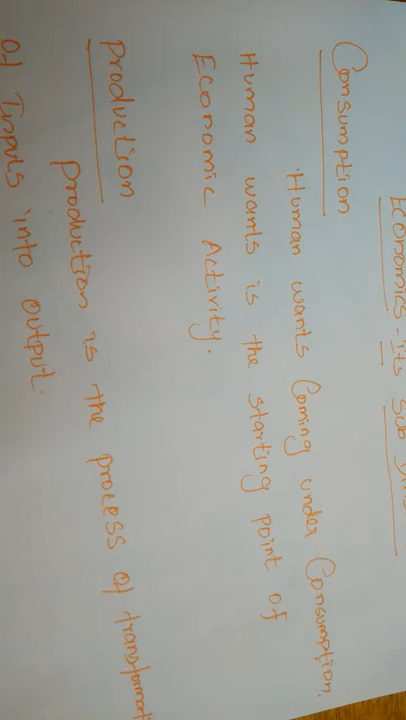 Economics - its Sub
Consumption
Human wants Coming under Consumption.
Human wants is the starting point of
Economic Activity.
Production
Production is the process of
of Inputs into output.